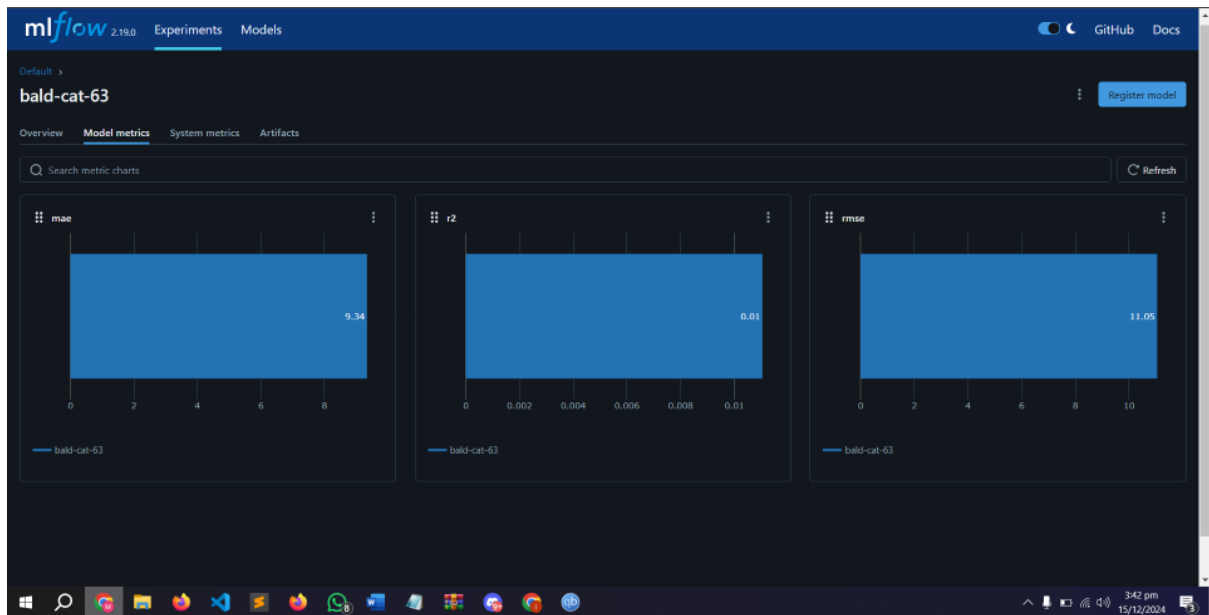 mlflow 2.19.0 Experiments Models GitHub Docs
Default >
bald-cat-63 Register model
Overview Model metrics System metrics Artifacts
Search metric charts Refresh
mae
9.34
0 2 4 6 8
bald-cat-63
r2
0.01
0 0.002 0.004 0.006 0.008 0.01
bald-cat-63
rmse
11.05
0 2 4 6 8 10
bald-cat-63
3:42 pm
15/12/2024